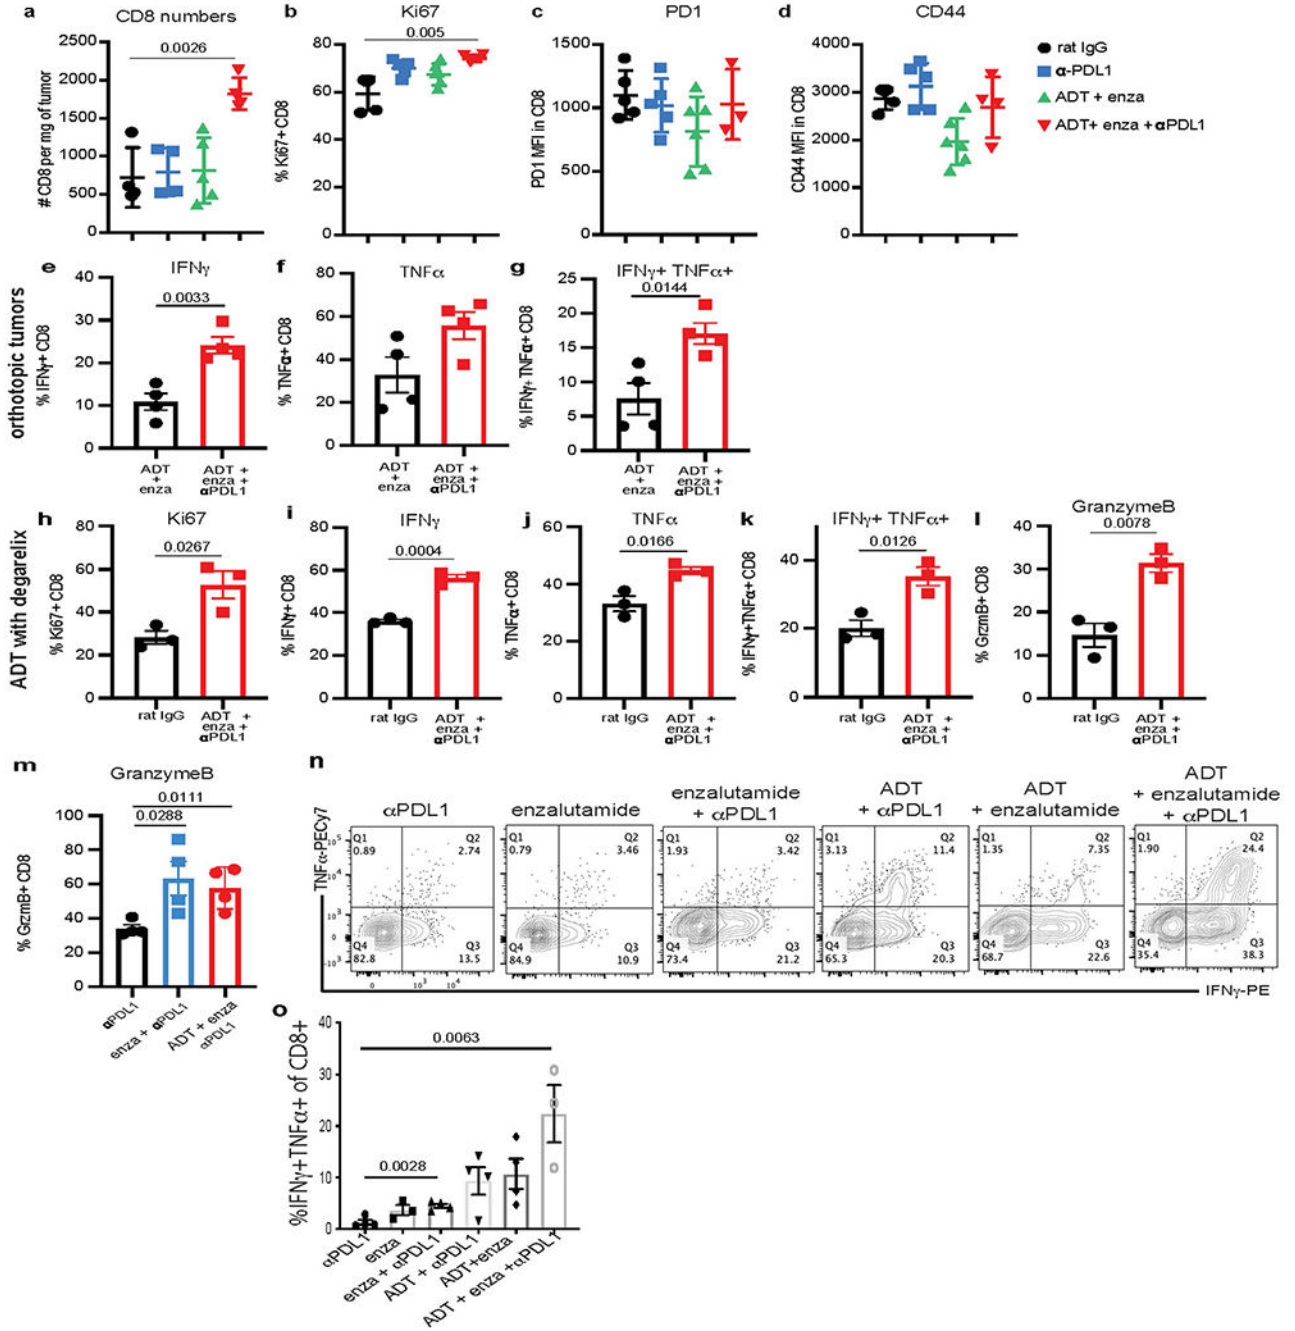 a CD8 numbers
# CD8 per mg of tumor
2500
2000
1500
1000
500
0
0.0026
b Ki67
% Ki67+ CD8
80
60
40
20
0
0.005
c PD1
PD1 MFI in CD8
1500
1000
500
0
d CD44
CD44 MFI in CD8
4000
3000
2000
1000
0
rat IgG
α-PDL1
ADT + enza
ADT+ enza +αPDL1
orthotopic tumors
e IFNγ
% IFNγ+ CD8
40
30
20
10
0
0.0033
ADT
+
enza
ADT +
enza +
αPDL1
f TNFα
% TNFα+ CD8
80
60
40
20
0
ADT
+
enza
ADT +
enza +
αPDL1
g IFNγ+ TNFα+
% IFNγ+ TNFα+ CD8
25
20
15
10
5
0
0.0144
ADT
+
enza
ADT +
enza +
αPDL1
ADT with degarelix
h Ki67
% Ki67+ CD8
80
60
40
20
0
0.0267
rat IgG
ADT +
enza +
αPDL1
i IFNγ
% IFNγ+ CD8
80
60
40
20
0
0.0004
rat IgG
ADT +
enza +
αPDL1
j TNFα
% TNFα+ CD8
60
40
20
0
0.0166
rat IgG
ADT +
enza +
αPDL1
k IFNγ+ TNFα+
% IFNγ+TNFα+ CD8
40
20
0
0.0126
rat IgG
ADT +
enza +
αPDL1
l GranzymeB
% GrzmB+ CD8
40
30
20
10
0
0.0078
rat IgG
ADT +
enza +
αPDL1
m GranzymeB
% GrzmB+ CD8
100
80
60
40
20
0
0.0111
0.0288
αPDL1
enza + αPDL1
ADT + enza
αPDL1
n
TNFα-PECy7
αPDL1
Q1
0.89
Q2
2.74
Q4
82.8
Q3
13.5
10⁵
10⁴
10³
0
-10³
0
10³
10⁴
enzalutamide
Q1
0.79
Q2
3.46
Q4
84.9
Q3
10.9
enzalutamide
+ αPDL1
Q1
1.93
Q2
3.42
Q4
73.4
Q3
21.2
ADT
+ αPDL1
Q1
3.13
Q2
11.4
Q4
65.3
Q3
20.3
ADT
+ enzalutamide
Q1
1.35
Q2
7.35
Q4
68.7
Q3
22.6
ADT
+ enzalutamide
+ αPDL1
Q1
1.90
Q2
24.4
Q4
35.4
Q3
38.3
IFNγ-PE
o
%IFNγ+TNFα+ of CD8+
40
30
20
10
0
0.0063
0.0028
αPDL1
enza
enza + αPDL1
ADT + αPDL1
ADT+enza
ADT + enza +αPDL1